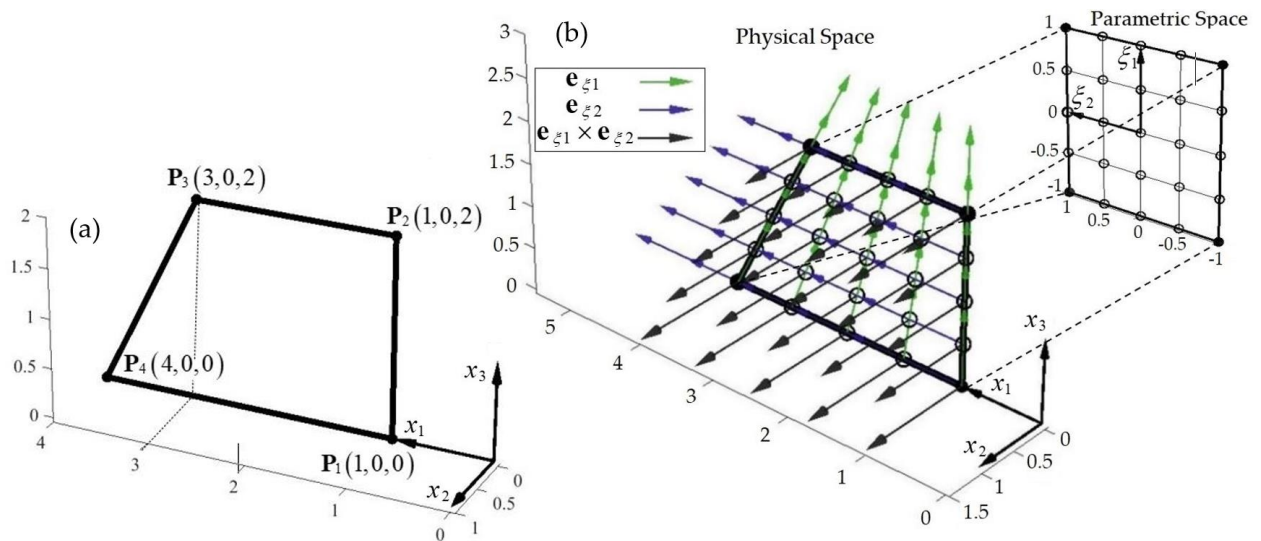 (a)
P₃(3,0,2)
P₂(1,0,2)
P₄(4,0,0)
P₁(1,0,0)
x₃
x₁
x₂
2
1.5
1
0.5
0
4
3
2
1
0
0
0.5
1
(b)
Physical Space
e_ξ1
e_ξ2
e_ξ1 × e_ξ2
3
2.5
2
1.5
1
0.5
0
5
4
3
2
1
0
x₃
x₁
x₂
0
0.5
1
1.5
Parametric Space
ξ₁
ξ₂
1
0.5
0
-0.5
-1
1
0.5
0
-0.5
-1